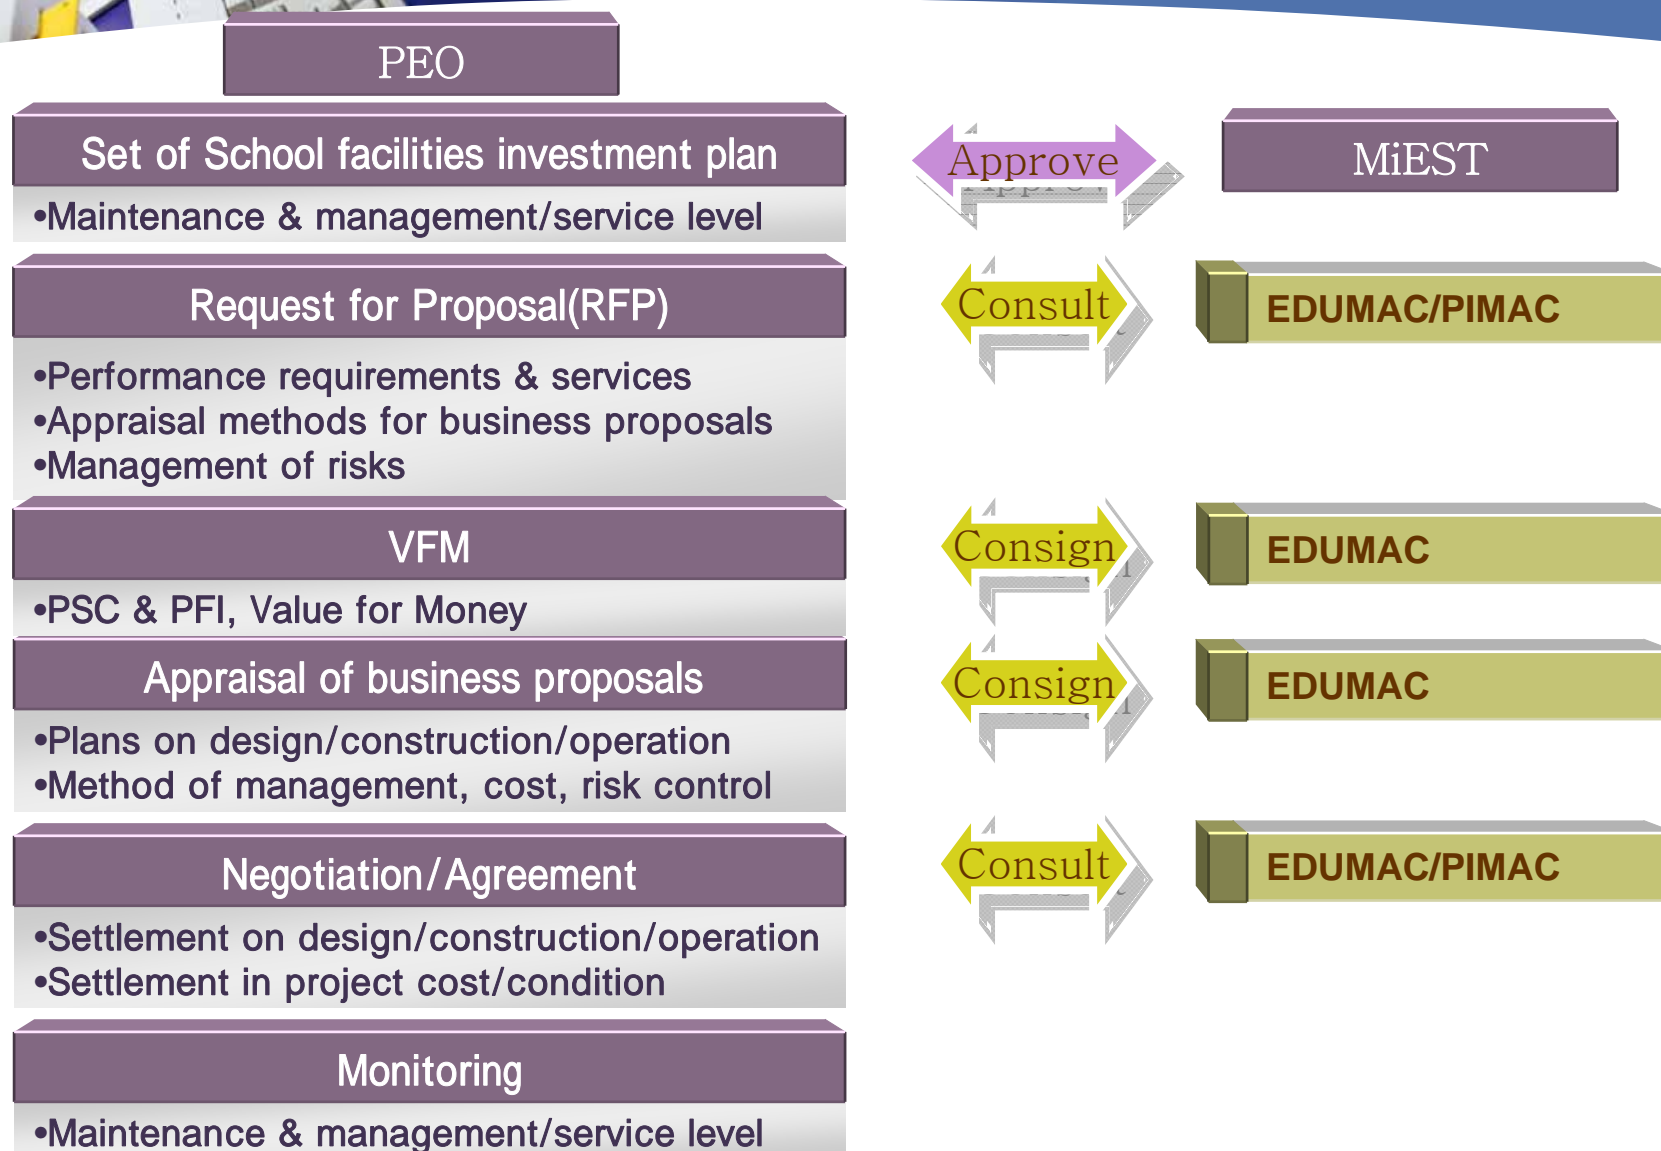 PEO
Set of School facilities investment plan
Approve
MiEST
•Maintenance & management/service level
Request for Proposal(RFP)
Consult
EDUMAC/PIMAC
•Performance requirements & services
•Appraisal methods for business proposals
•Management of risks
VFM
Consign
EDUMAC
•PSC & PFI, Value for Money
Appraisal of business proposals
Consign
EDUMAC
•Plans on design/construction/operation
•Method of management, cost, risk control
Negotiation/Agreement
Consult
EDUMAC/PIMAC
•Settlement on design/construction/operation
•Settlement in project cost/condition
Monitoring
•Maintenance & management/service level